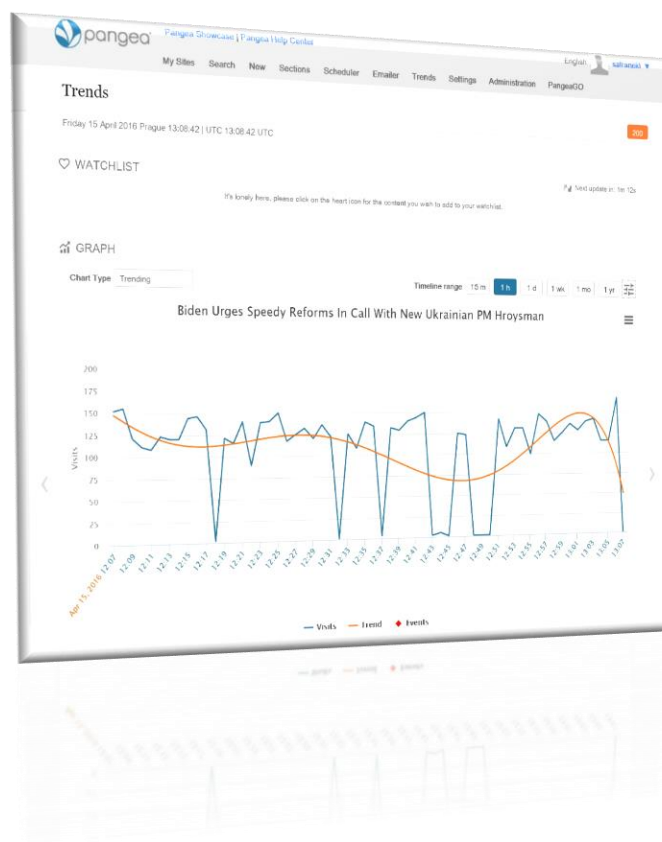 pangea
Pangea Showcase | Pangea Help Center
English
My Sites Search New Sections Scheduler Emailer Trends Settings Administration PangeaGO
Trends
Friday 15 April 2016 Prague 13:08:42 | UTC 13:08:42 UTC
200
WATCHLIST
Next update in: 1m 12s
It's lonely here, please click on the heart icon for the content you wish to add to your watchlist.
GRAPH
Chart Type Trending
Timeline range 15 m 1 h 1 d 1 wk 1 mo 1 yr
Biden Urges Speedy Reforms In Call With New Ukrainian PM Hroysman
200
175
150
125
100
75
50
25
0
Visits
Apr 15, 2016 12:07 12:09 12:11 12:13 12:15 12:17 12:19 12:21 12:23 12:25 12:27 12:29 12:31 12:33 12:35 12:37 12:39 12:41 12:43 12:45 12:47 12:49 12:51 12:53 12:55 12:57 12:59 13:01 13:03 13:05 13:07
Visits Trend Events